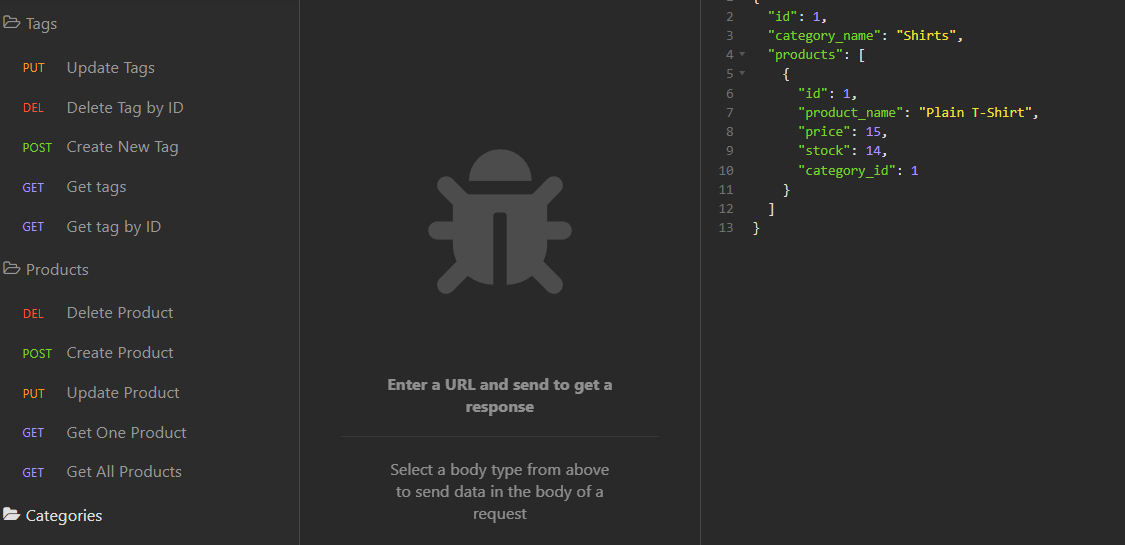 Tags
PUT Update Tags
DEL Delete Tag by ID
POST Create New Tag
GET Get tags
GET Get tag by ID
Products
DEL Delete Product
POST Create Product
PUT Update Product
GET Get One Product
GET Get All Products
Categories
Enter a URL and send to get a
response
Select a body type from above
to send data in the body of a
request
2 "id": 1,
3 "category_name": "Shirts",
4 "products": [
5 {
6 "id": 1,
7 "product_name": "Plain T-Shirt",
8 "price": 15,
9 "stock": 14,
10 "category_id": 1
11 }
12 ]
13 }